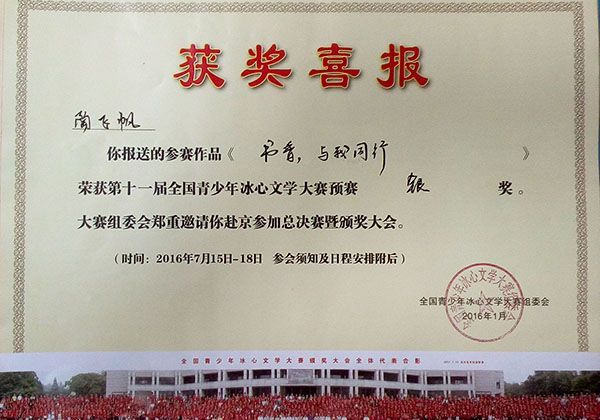 获奖喜报
你报送的参赛作品《书香，与我同行》
荣获第十一届全国青少年冰心文学大赛预赛 银 奖。
大赛组委会郑重邀请你赴京参加总决赛暨颁奖大会。
（时间：2016年7月15日-18日 参会须知及日程安排附后）
全国青少年冰心文学大赛组委会
2016年1月
全国青少年冰心文学大赛颁奖大会全体代表合影